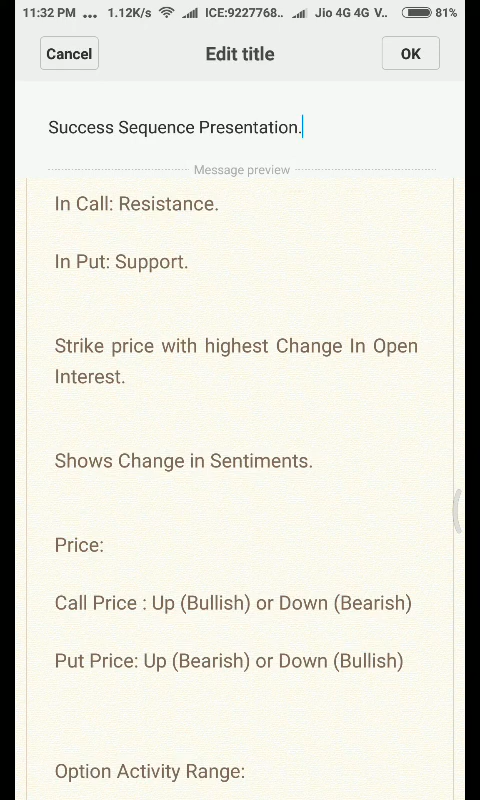 11:32 PM ... 1.12K/s ICE:9227768.. Jio 4G 4G V.. 81%
Cancel Edit title OK
Success Sequence Presentation.
Message preview
In Call: Resistance.
In Put: Support.
Strike price with highest Change In Open
Interest.
Shows Change in Sentiments.
Price:
Call Price : Up (Bullish) or Down (Bearish)
Put Price: Up (Bearish) or Down (Bullish)
Option Activity Range: